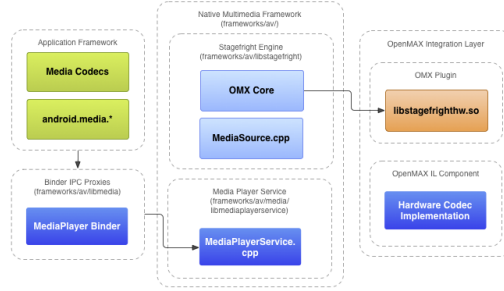 Application Framework
Media Codecs
android.media.*
Binder IPC Proxies
(frameworks/av/libmedia)
MediaPlayer Binder
Native Multimedia Framework
(frameworks/av/)
Stagefright Engine
(frameworks/av/libstagefright)
OMX Core
MediaSource.cpp
Media Player Service
(frameworks/av/media/
libmediaplayerservice)
MediaPlayerService.
cpp
OpenMAX Integration Layer
OMX Plugin
libstagefrighthw.so
OpenMAX IL Component
Hardware Codec
Implementation